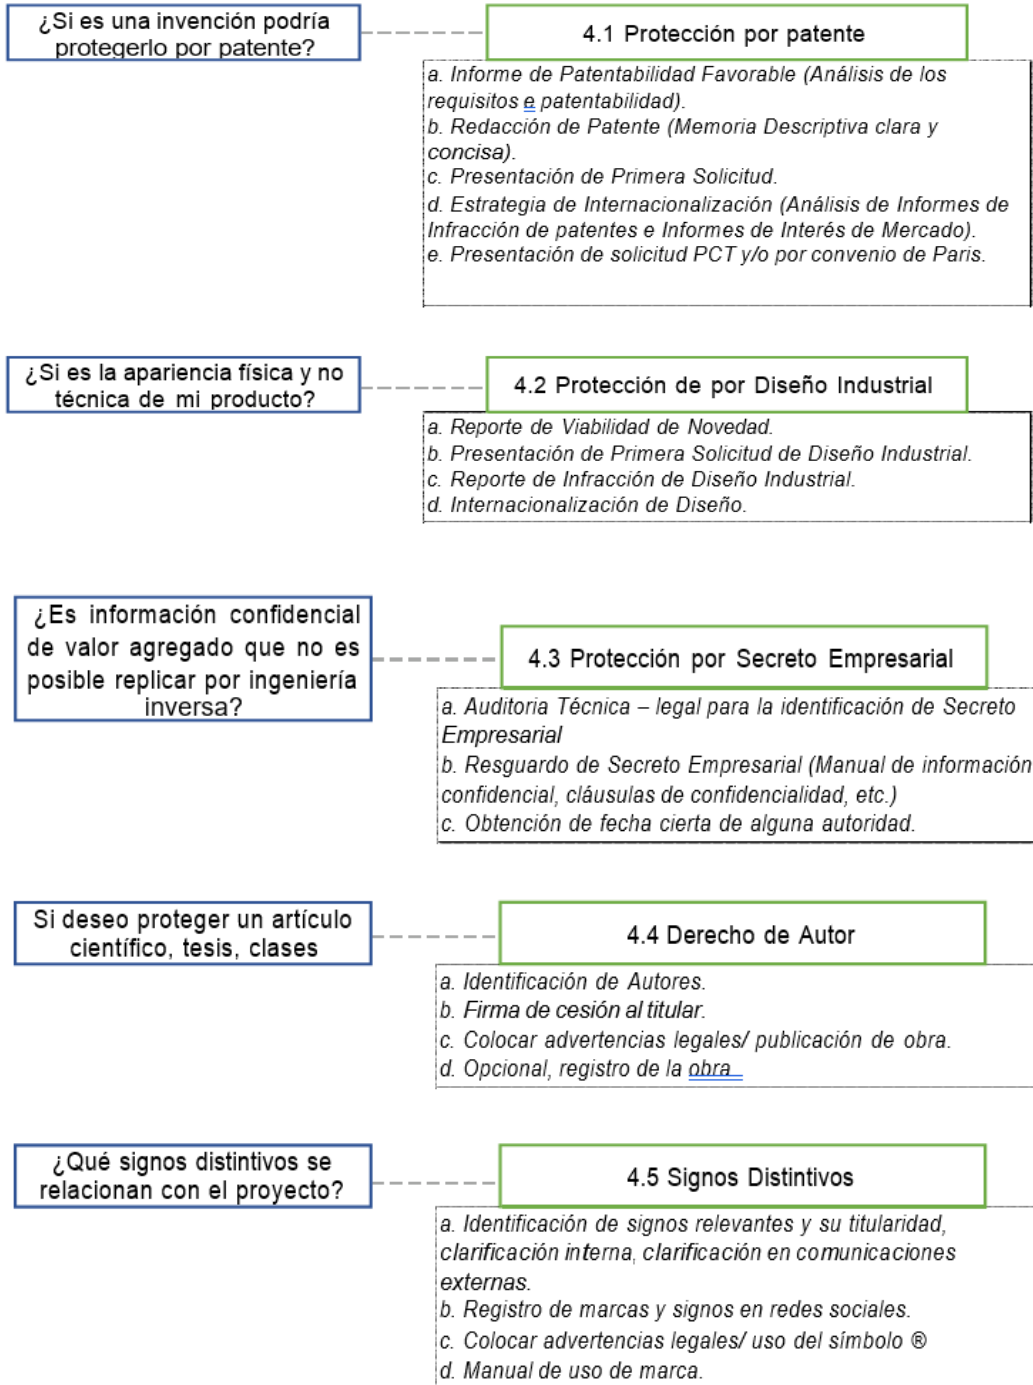 ¿Si es una invención podría
protegerlo por patente?
4.1 Protección por patente
a. Informe de Patentabilidad Favorable (Análisis de los
requisitos e patentabilidad).
b. Redacción de Patente (Memoria Descriptiva clara y
concisa).
c. Presentación de Primera Solicitud.
d. Estrategia de Internacionalización (Análisis de Informes de
Infracción de patentes e Informes de Interés de Mercado).
e. Presentación de solicitud PCT y/o por convenio de Paris.
¿Si es la apariencia física y no
técnica de mi producto?
4.2 Protección de por Diseño Industrial
a. Reporte de Viabilidad de Novedad.
b. Presentación de Primera Solicitud de Diseño Industrial.
c. Reporte de Infracción de Diseño Industrial.
d. Internacionalización de Diseño.
¿Es información confidencial
de valor agregado que no es
posible replicar por ingeniería
inversa?
4.3 Protección por Secreto Empresarial
a. Auditoria Técnica – legal para la identificación de Secreto
Empresarial
b. Resguardo de Secreto Empresarial (Manual de información
confidencial, cláusulas de confidencialidad, etc.)
c. Obtención de fecha cierta de alguna autoridad.
Si deseo proteger un artículo
científico, tesis, clases
4.4 Derecho de Autor
a. Identificación de Autores.
b. Firma de cesión al titular.
c. Colocar advertencias legales/ publicación de obra.
d. Opcional, registro de la obra
¿Qué signos distintivos se
relacionan con el proyecto?
4.5 Signos Distintivos
a. Identificación de signos relevantes y su titularidad,
clarificación interna, clarificación en comunicaciones
externas.
b. Registro de marcas y signos en redes sociales.
c. Colocar advertencias legales/ uso del símbolo ®
d. Manual de uso de marca.